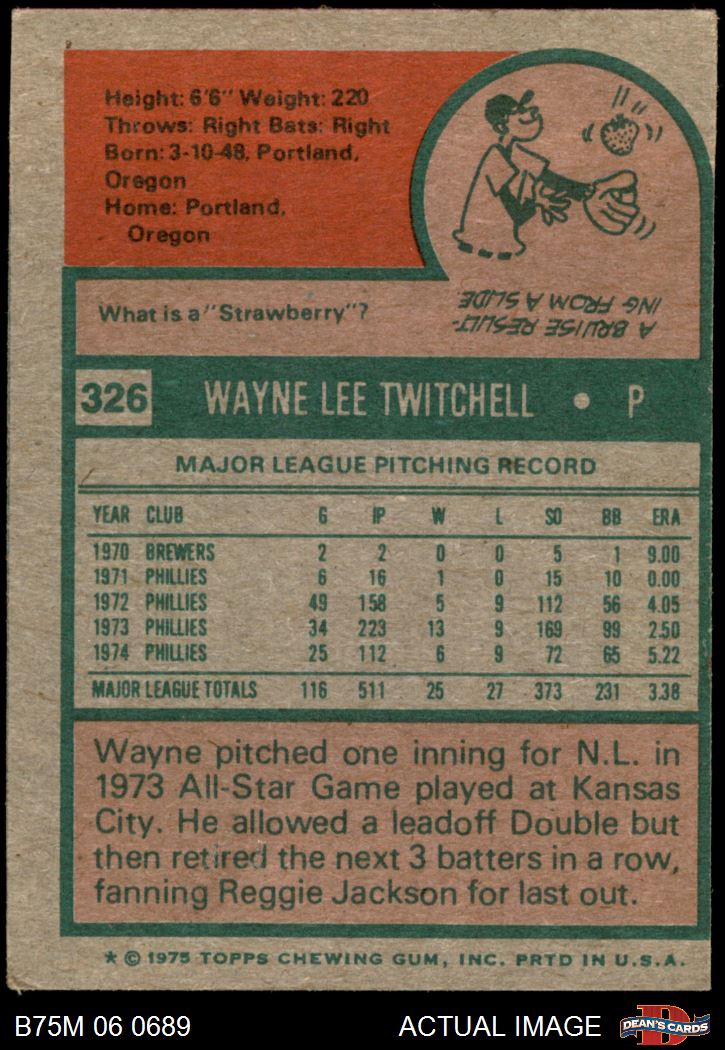 Height: 6'6" Weight: 220
Throws: Right Bats: Right
Born: 3-10-48, Portland,
Oregon
Home: Portland,
Oregon
What is a "Strawberry"?
A BRUISE RESULT-
ING FROM A SLIDE
326 WAYNE LEE TWITCHELL • P
MAJOR LEAGUE PITCHING RECORD
YEAR CLUB G IP W L SO BB ERA
1970 BREWERS 2 2 0 0 5 1 9.00
1971 PHILLIES 6 16 1 0 15 10 0.00
1972 PHILLIES 49 158 5 9 112 56 4.05
1973 PHILLIES 34 223 13 9 169 99 2.50
1974 PHILLIES 25 112 6 9 72 65 5.22
MAJOR LEAGUE TOTALS 116 511 25 27 373 231 3.38
Wayne pitched one inning for N.L. in
1973 All-Star Game played at Kansas
City. He allowed a leadoff Double but
then retired the next 3 batters in a row,
fanning Reggie Jackson for last out.
* © 1975 TOPPS CHEWING GUM, INC. PRTD IN U.S.A.
B75M 06 0689 ACTUAL IMAGE D DEAN'S CARDS